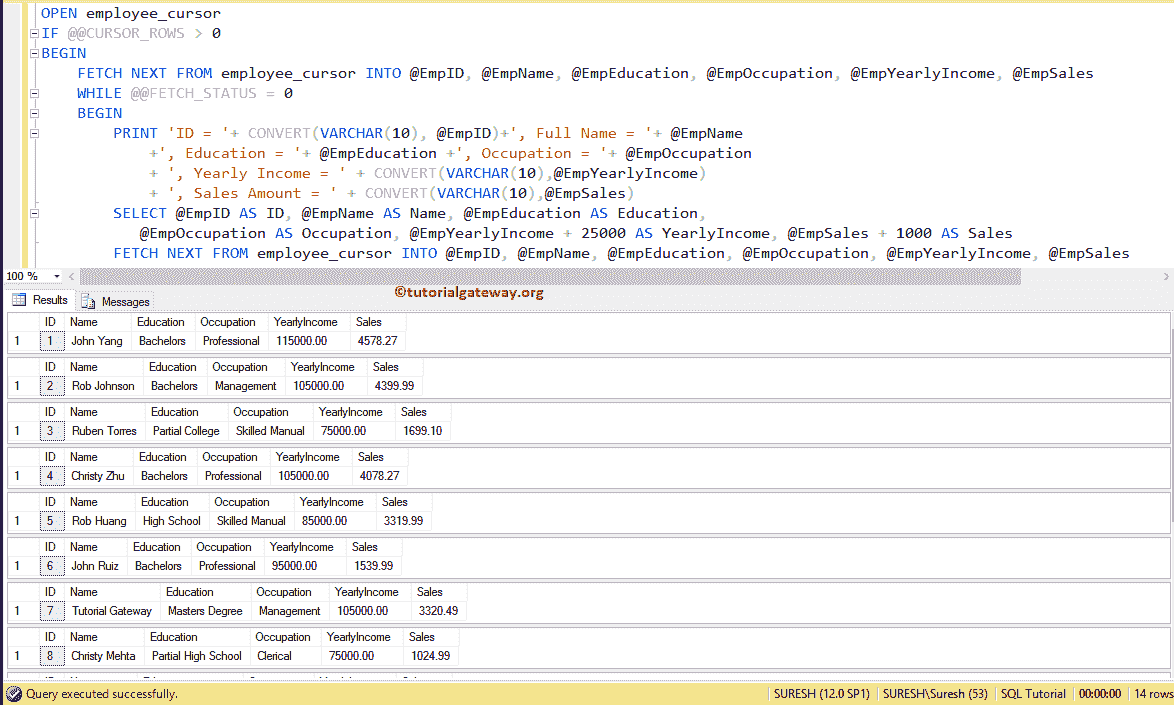 OPEN employee_cursor
IF @@CURSOR_ROWS > 0
BEGIN
FETCH NEXT FROM employee_cursor INTO @EmpID, @EmpName, @EmpEducation, @EmpOccupation, @EmpYearlyIncome, @EmpSales
WHILE @@FETCH_STATUS = 0
BEGIN
PRINT 'ID = '+ CONVERT(VARCHAR(10), @EmpID)+', Full Name = '+ @EmpName
+', Education = '+ @EmpEducation +', Occupation = '+ @EmpOccupation
+ ', Yearly Income = ' + CONVERT(VARCHAR(10),@EmpYearlyIncome)
+ ', Sales Amount = ' + CONVERT(VARCHAR(10),@EmpSales)
SELECT @EmpID AS ID, @EmpName AS Name, @EmpEducation AS Education,
@EmpOccupation AS Occupation, @EmpYearlyIncome + 25000 AS YearlyIncome, @EmpSales + 1000 AS Sales
FETCH NEXT FROM employee_cursor INTO @EmpID, @EmpName, @EmpEducation, @EmpOccupation, @EmpYearlyIncome, @EmpSales
100 %
©tutorialgateway.org
Results Messages
ID Name Education Occupation YearlyIncome Sales
1 1 John Yang Bachelors Professional 115000.00 4578.27
ID Name Education Occupation YearlyIncome Sales
1 2 Rob Johnson Bachelors Management 105000.00 4399.99
ID Name Education Occupation YearlyIncome Sales
1 3 Ruben Torres Partial College Skilled Manual 75000.00 1699.10
ID Name Education Occupation YearlyIncome Sales
1 4 Christy Zhu Bachelors Professional 105000.00 4078.27
ID Name Education Occupation YearlyIncome Sales
1 5 Rob Huang High School Skilled Manual 85000.00 3319.99
ID Name Education Occupation YearlyIncome Sales
1 6 John Ruiz Bachelors Professional 95000.00 1539.99
ID Name Education Occupation YearlyIncome Sales
1 7 Tutorial Gateway Masters Degree Management 105000.00 3320.49
ID Name Education Occupation YearlyIncome Sales
1 8 Christy Mehta Partial High School Clerical 75000.00 1024.99
Query executed successfully. SURESH (12.0 SP1) SURESH\Suresh (53) SQL Tutorial 00:00:00 14 rows